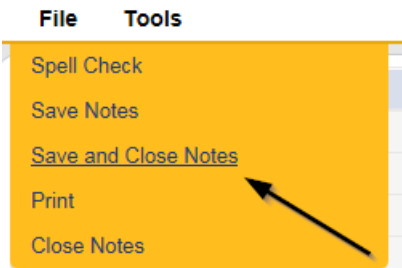 File Tools
Spell Check
Save Notes
Save and Close Notes
Print
Close Notes